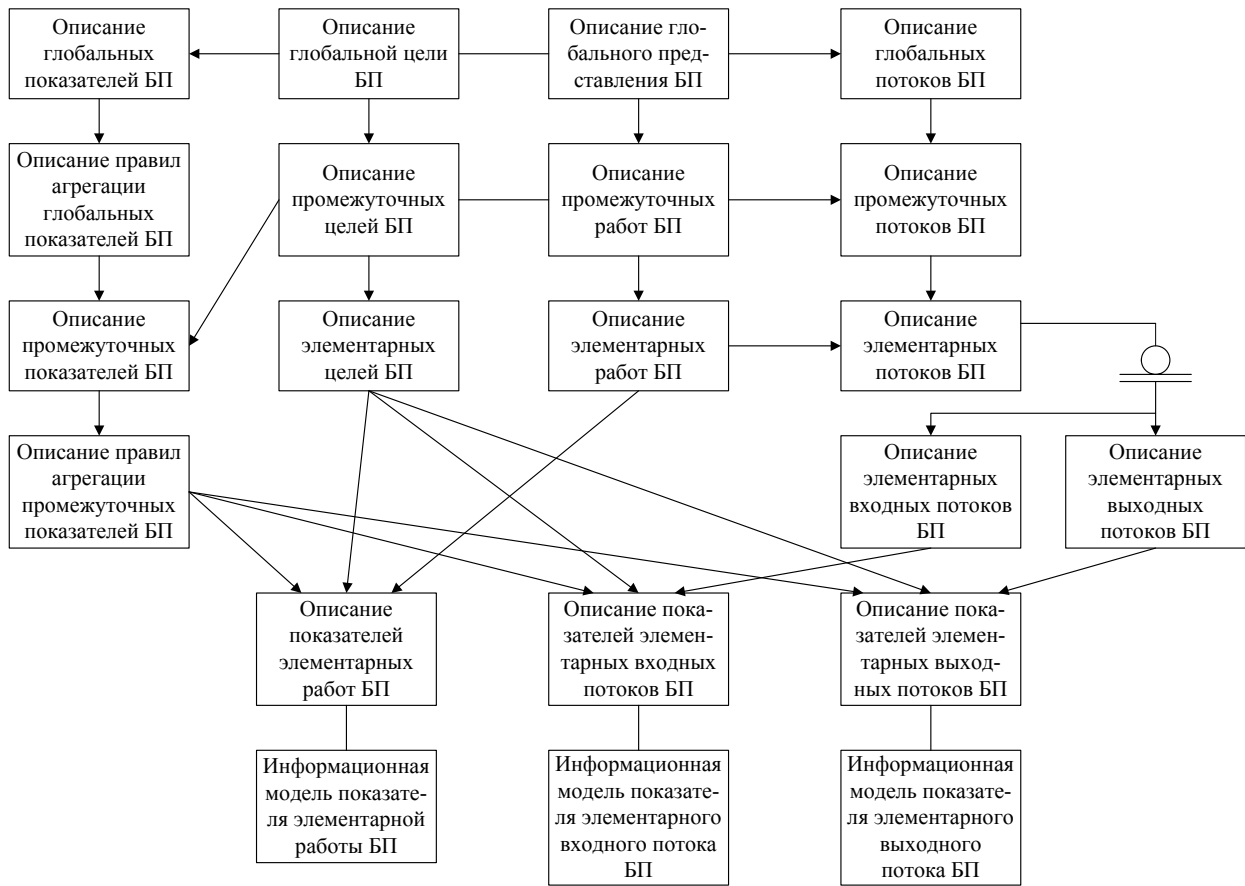 Описание
глобальных
показателей БП
Описание
глобальной цели
БП
Описание гло-
бального пред-
ставления БП
Описание
глобальных
потоков БП
Описание правил
агрегации
глобальных
показателей БП
Описание
промежуточных
целей БП
Описание
промежуточных
работ БП
Описание
промежуточных
потоков БП
Описание
промежуточных
показателей БП
Описание
элементарных
целей БП
Описание
элементарных
работ БП
Описание
элементарных
потоков БП
Описание правил
агрегации
промежуточных
показателей БП
Описание
элементарных
входных потоков
БП
Описание
элементарных
выходных
потоков БП
Описание
показателей
элементарных
работ БП
Описание пока-
зателей элемен-
тарных входных
потоков БП
Описание пока-
зателей элемен-
тарных выход-
ных потоков БП
Информационная
модель показате-
ля элементарной
работы БП
Информационная
модель показате-
ля элементарного
входного потока
БП
Информационная
модель показате-
ля элементарного
выходного
потока БП